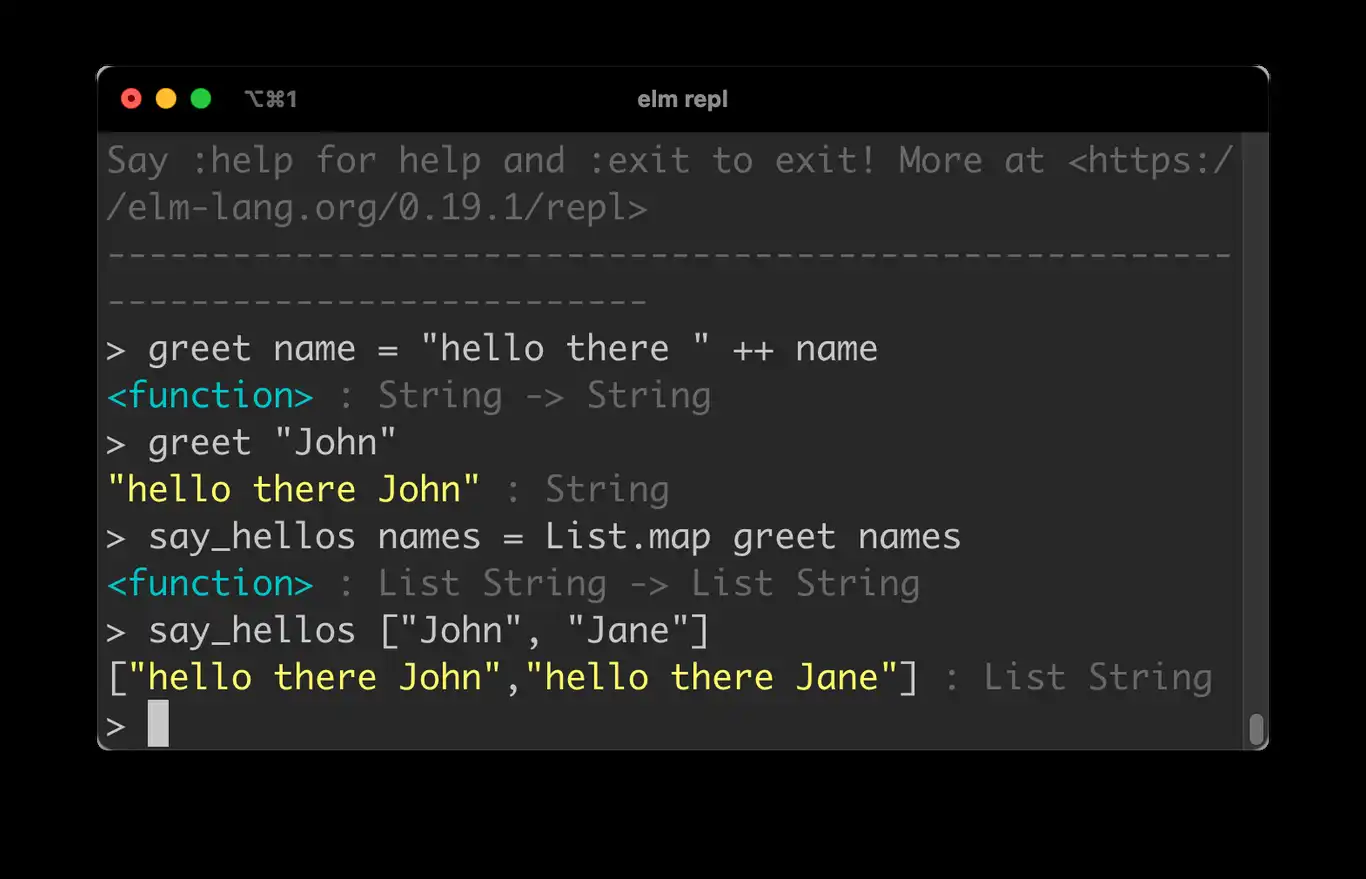 ⌥⌘1 elm repl
Say :help for help and :exit to exit! More at <https:/
/elm-lang.org/0.19.1/repl>
------------------------------------------------------
--------------------------
> greet name = "hello there " ++ name
<function> : String -> String
> greet "John"
"hello there John" : String
> say_hellos names = List.map greet names
<function> : List String -> List String
> say_hellos ["John", "Jane"]
["hello there John","hello there Jane"] : List String
>